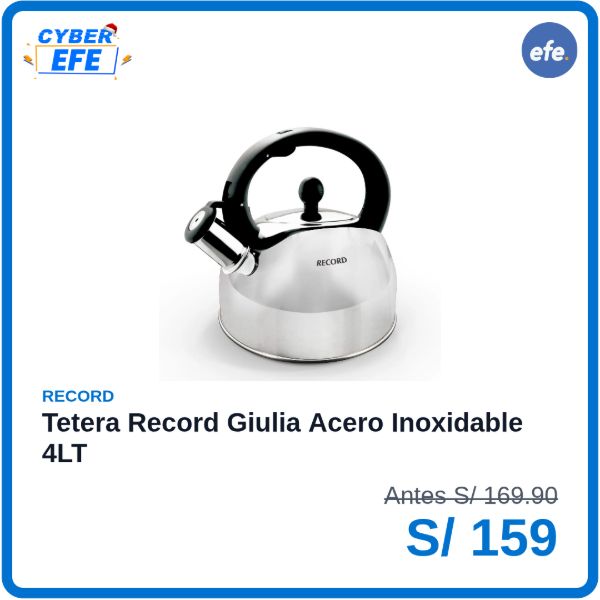 CYBER
EFE
efe.
RECORD
RECORD
Tetera Record Giulia Acero Inoxidable
4LT
Antes S/ 169.90
S/ 159